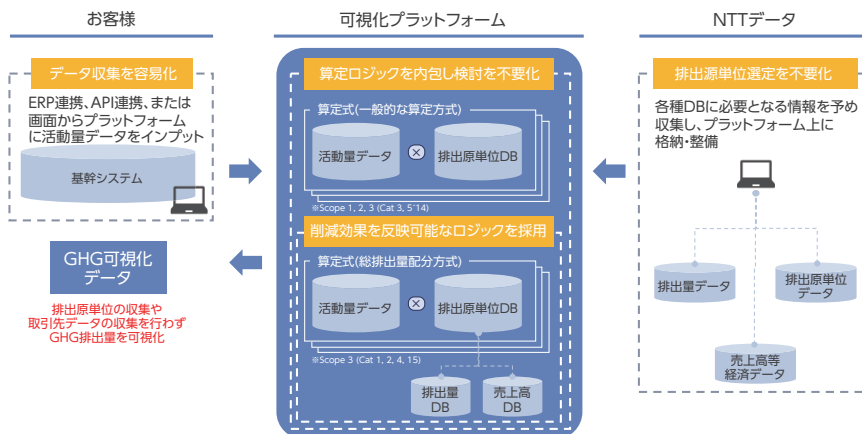 お客様
データ収集を容易化
ERP連携、API連携、または
画面からプラットフォーム
に活動量データをインプット
基幹システム
GHG可視化
データ
排出原単位の収集や
取引先データの収集を行わず
GHG排出量を可視化
可視化プラットフォーム
算定ロジックを内包し検討を不要化
算定式(一般的な算定方式)
活動量データ
×
排出原単位DB
※Scope 1, 2, 3 (Cat 3, 5~14)
削減効果を反映可能なロジックを採用
算定式(総排出量配分方式)
活動量データ
×
排出原単位DB
※Scope 3 (Cat 1, 2, 4, 15)
排出量
DB
売上高
DB
NTTデータ
排出源単位選定を不要化
各種DBに必要となる情報を予め
収集し、プラットフォーム上に
格納・整備
排出量データ
排出原単位
データ
売上高等
経済データ